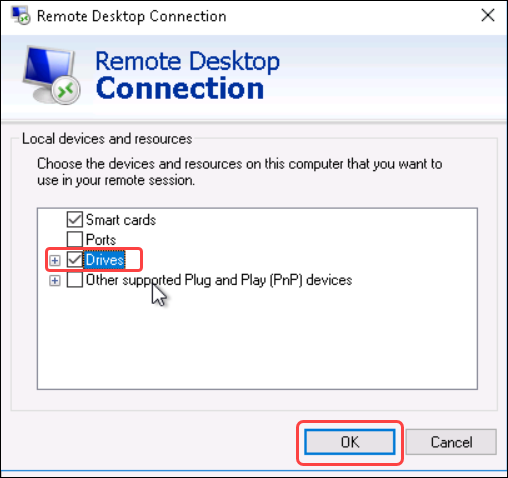 Remote Desktop Connection
Remote Desktop
Connection
Local devices and resources
Choose the devices and resources on this computer that you want to
use in your remote session.
Smart cards
Ports
Drives
Other supported Plug and Play (PnP) devices
OK
Cancel